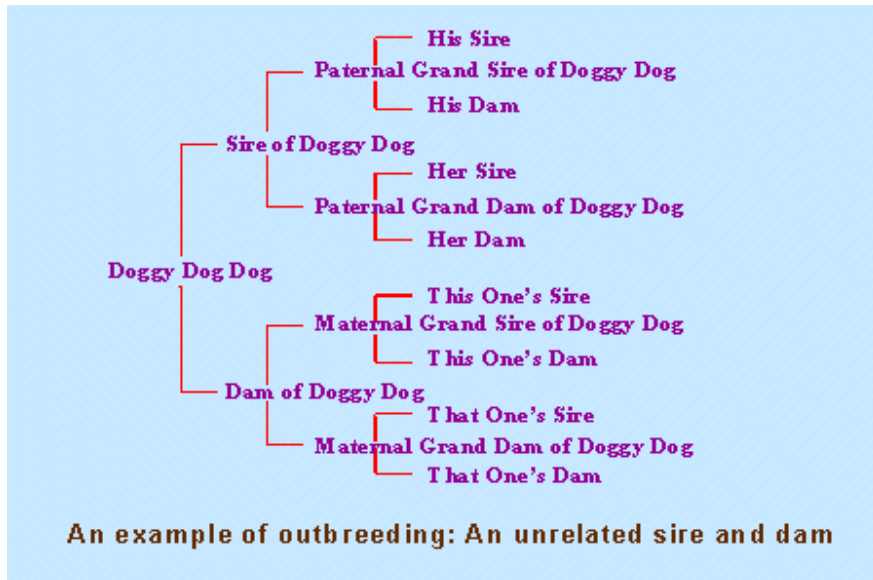 His Sire
Paternal Grand Sire of Doggy Dog
His Dam
Sire of Doggy Dog
Her Sire
Paternal Grand Dam of Doggy Dog
Her Dam
Doggy Dog Dog
This One's Sire
Maternal Grand Sire of Doggy Dog
This One's Dam
Dam of Doggy Dog
That One's Sire
Maternal Grand Dam of Doggy Dog
That One's Dam
An example of outbreeding: An unrelated sire and dam